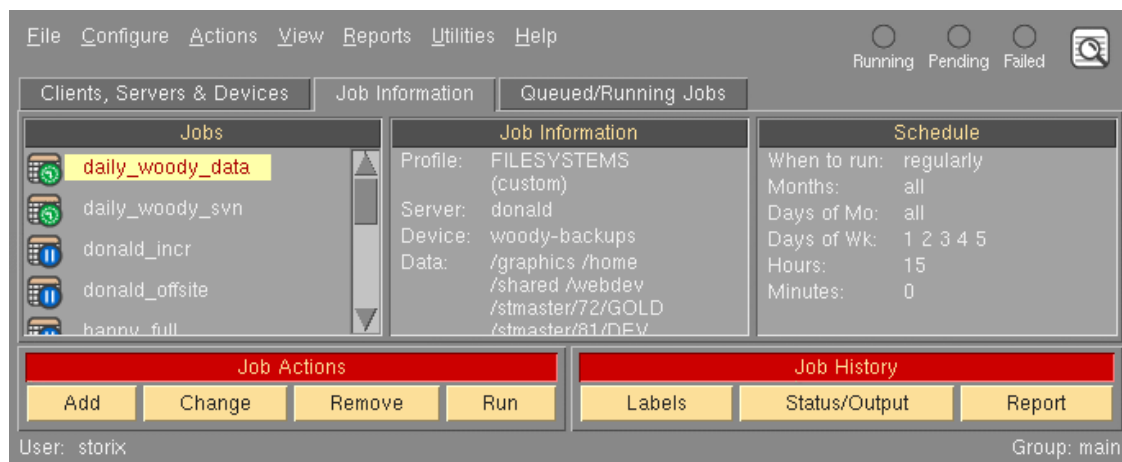 File Configure Actions View Reports Utilities Help
Running Pending Failed
Clients, Servers & Devices Job Information Queued/Running Jobs
Jobs
daily_woody_data
daily_woody_svn
donald_incr
donald_offsite
happy_full
Job Information
Profile: FILESYSTEMS
(custom)
Server: donald
Device: woody-backups
Data: /graphics /home
/shared /webdev
/stmaster/72/GOLD
/stmaster/81/DEV
Schedule
When to run: regularly
Months: all
Days of Mo: all
Days of Wk: 1 2 3 4 5
Hours: 15
Minutes: 0
Job Actions
Add Change Remove Run
Job History
Labels Status/Output Report
User: storix
Group: main